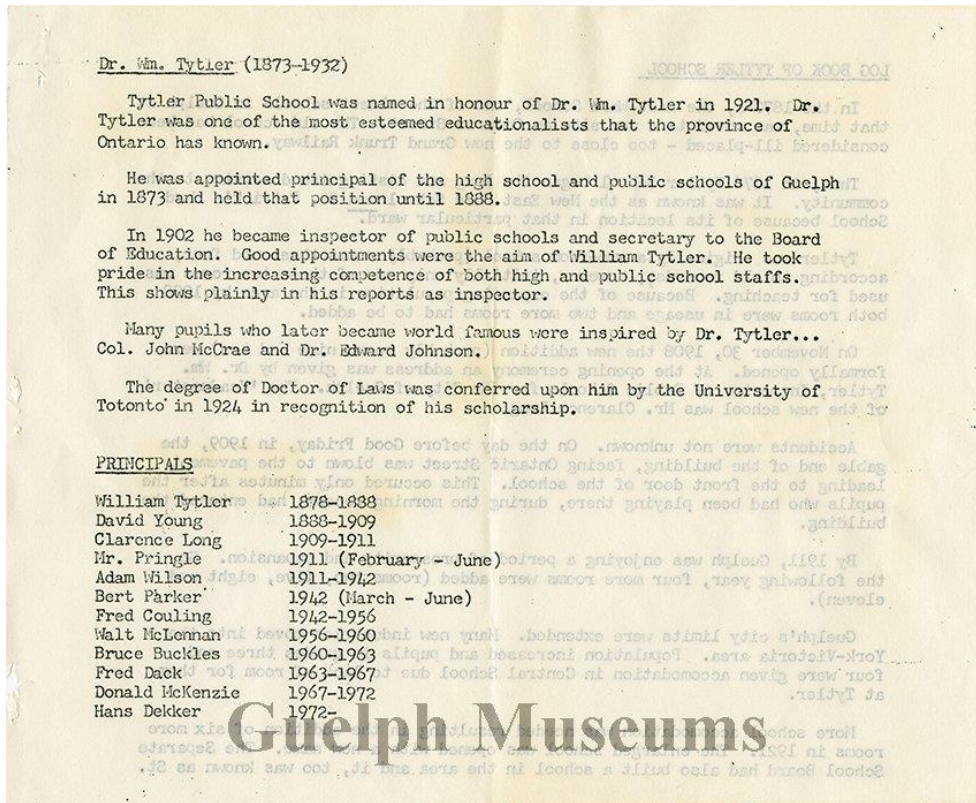 Dr. Wm. Tytler (1873-1932)
Tytler Public School was named in honour of Dr. Wm. Tytler in 1921. Dr.
Tytler was one of the most esteemed educationalists that the province of
Ontario has known.
He was appointed principal of the high school and public schools of Guelph
in 1873 and held that position until 1888.
In 1902 he became inspector of public schools and secretary to the Board
of Education. Good appointments were the aim of William Tytler. He took
pride in the increasing competence of both high and public school staffs.
This shows plainly in his reports as inspector.
Many pupils who later became world famous were inspired by Dr. Tytler...
Col. John McCrae and Dr. Edward Johnson.
The degree of Doctor of Laws was conferred upon him by the University of
Totonto in 1924 in recognition of his scholarship.
PRINCIPALS
William Tytler 1878-1888
David Young 1888-1909
Clarence Long 1909-1911
Mr. Pringle 1911 (February - June)
Adam Wilson 1911-1942
Bert Parker 1942 (March - June)
Fred Couling 1942-1956
Walt McLennan 1956-1960
Bruce Buckles 1960-1963
Fred Dack 1963-1967
Donald McKenzie 1967-1972
Hans Dekker 1972-
Guelph Museums